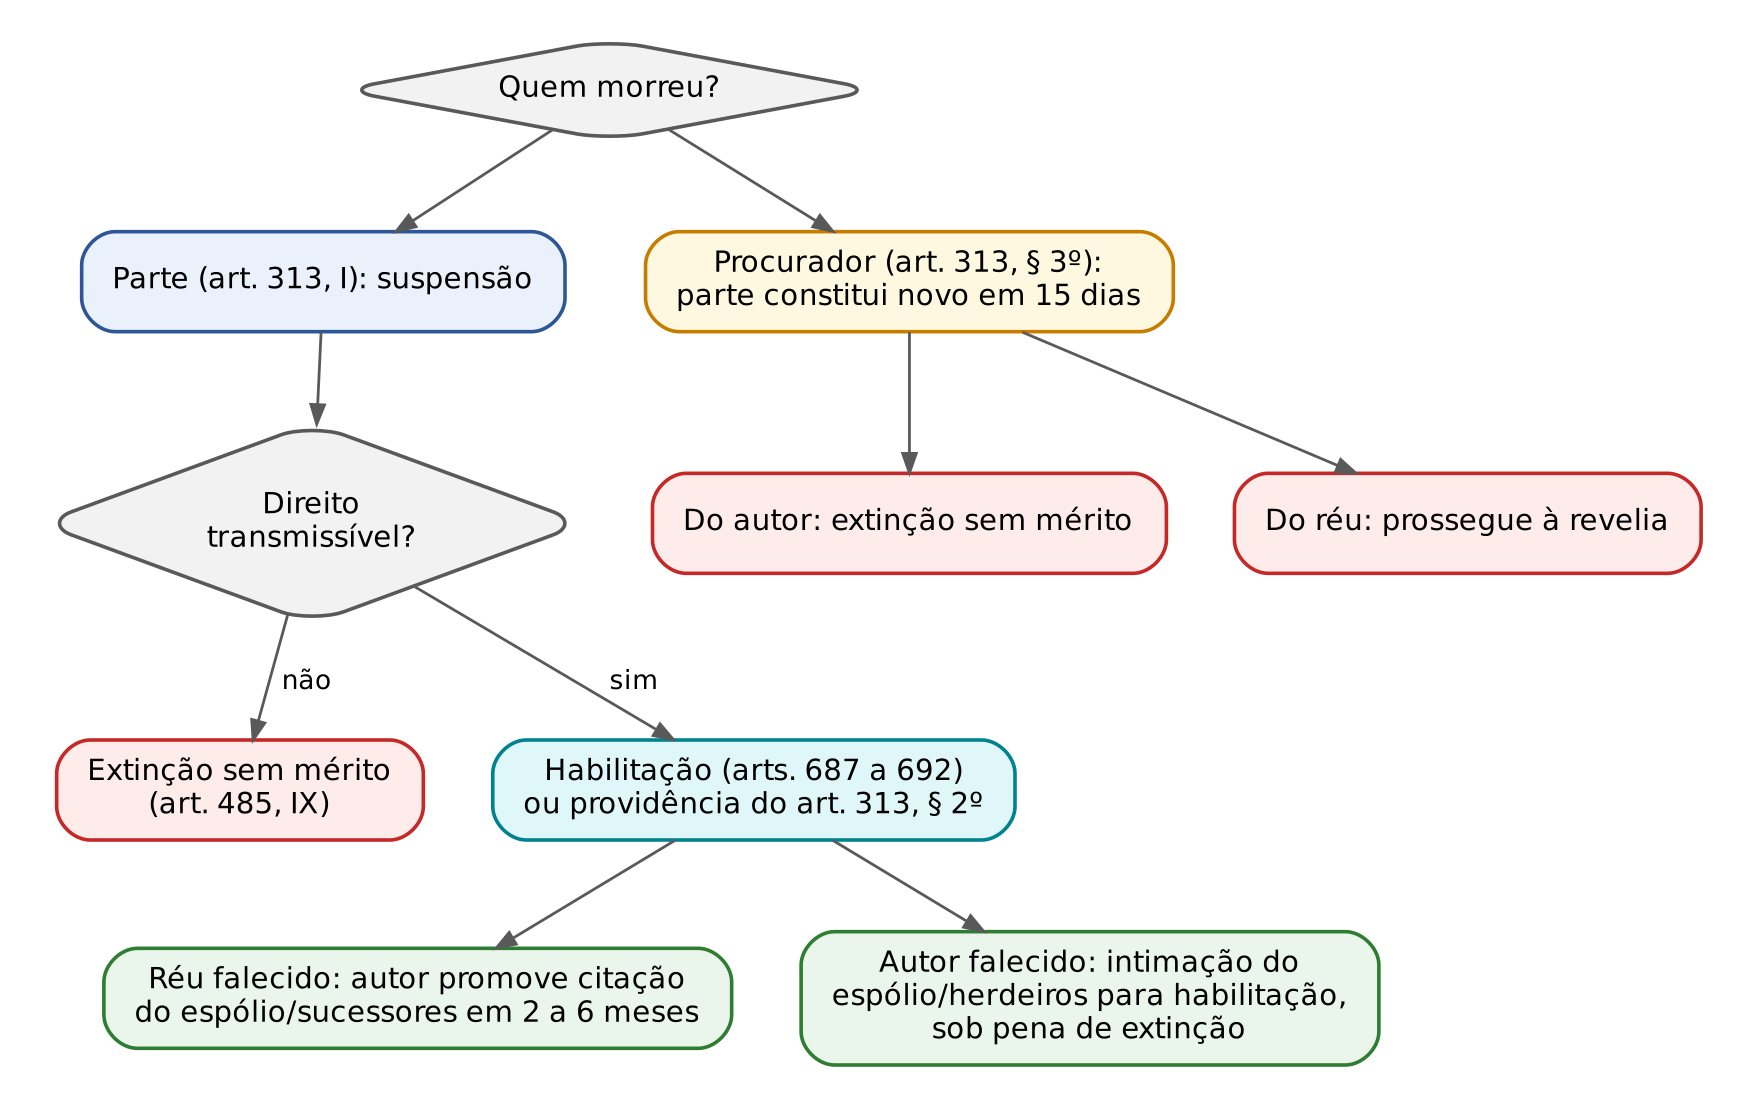 Quem morreu?
Parte (art. 313, I): suspensão
Procurador (art. 313, § 3º):
parte constitui novo em 15 dias
Direito
transmissível?
Do autor: extinção sem mérito
Do réu: prossegue à revelia
não
sim
Extinção sem mérito
(art. 485, IX)
Habilitação (arts. 687 a 692)
ou providência do art. 313, § 2º
Réu falecido: autor promove citação
do espólio/sucessores em 2 a 6 meses
Autor falecido: intimação do
espólio/herdeiros para habilitação,
sob pena de extinção